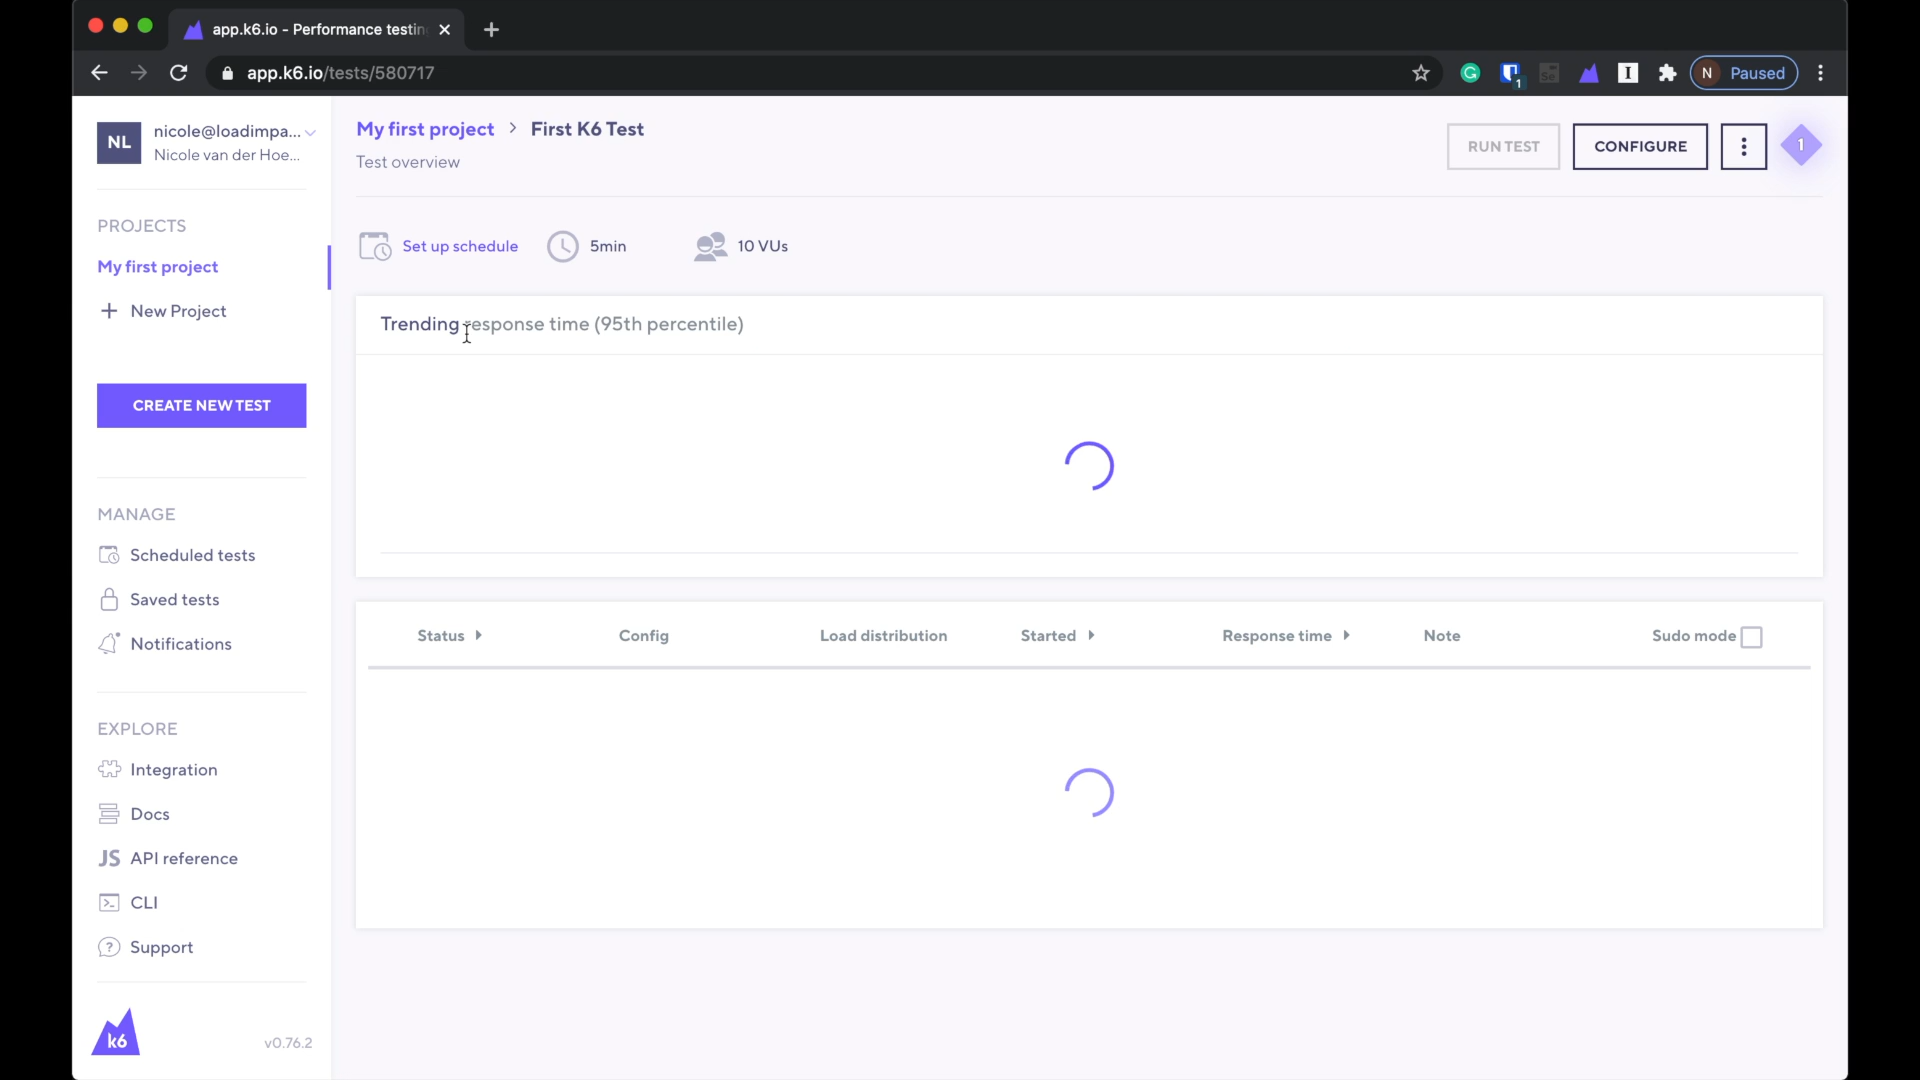 app.k6.io - Performance testin
app.k6.io/tests/580717
1
Se
I
N
Paused
NL
nicole@loadimpa...
Nicole van der Hoe...
PROJECTS
My first project
New Project
CREATE NEW TEST
MANAGE
Scheduled tests
Saved tests
Notifications
EXPLORE
Integration
Docs
JS API reference
CLI
Support
k6
v0.76.2
My first project > First K6 Test
Test overview
RUN TEST
CONFIGURE
1
Set up schedule
5min
10 VUs
Trending response time (95th percentile)
Status
Config
Load distribution
Started
Response time
Note
Sudo mode